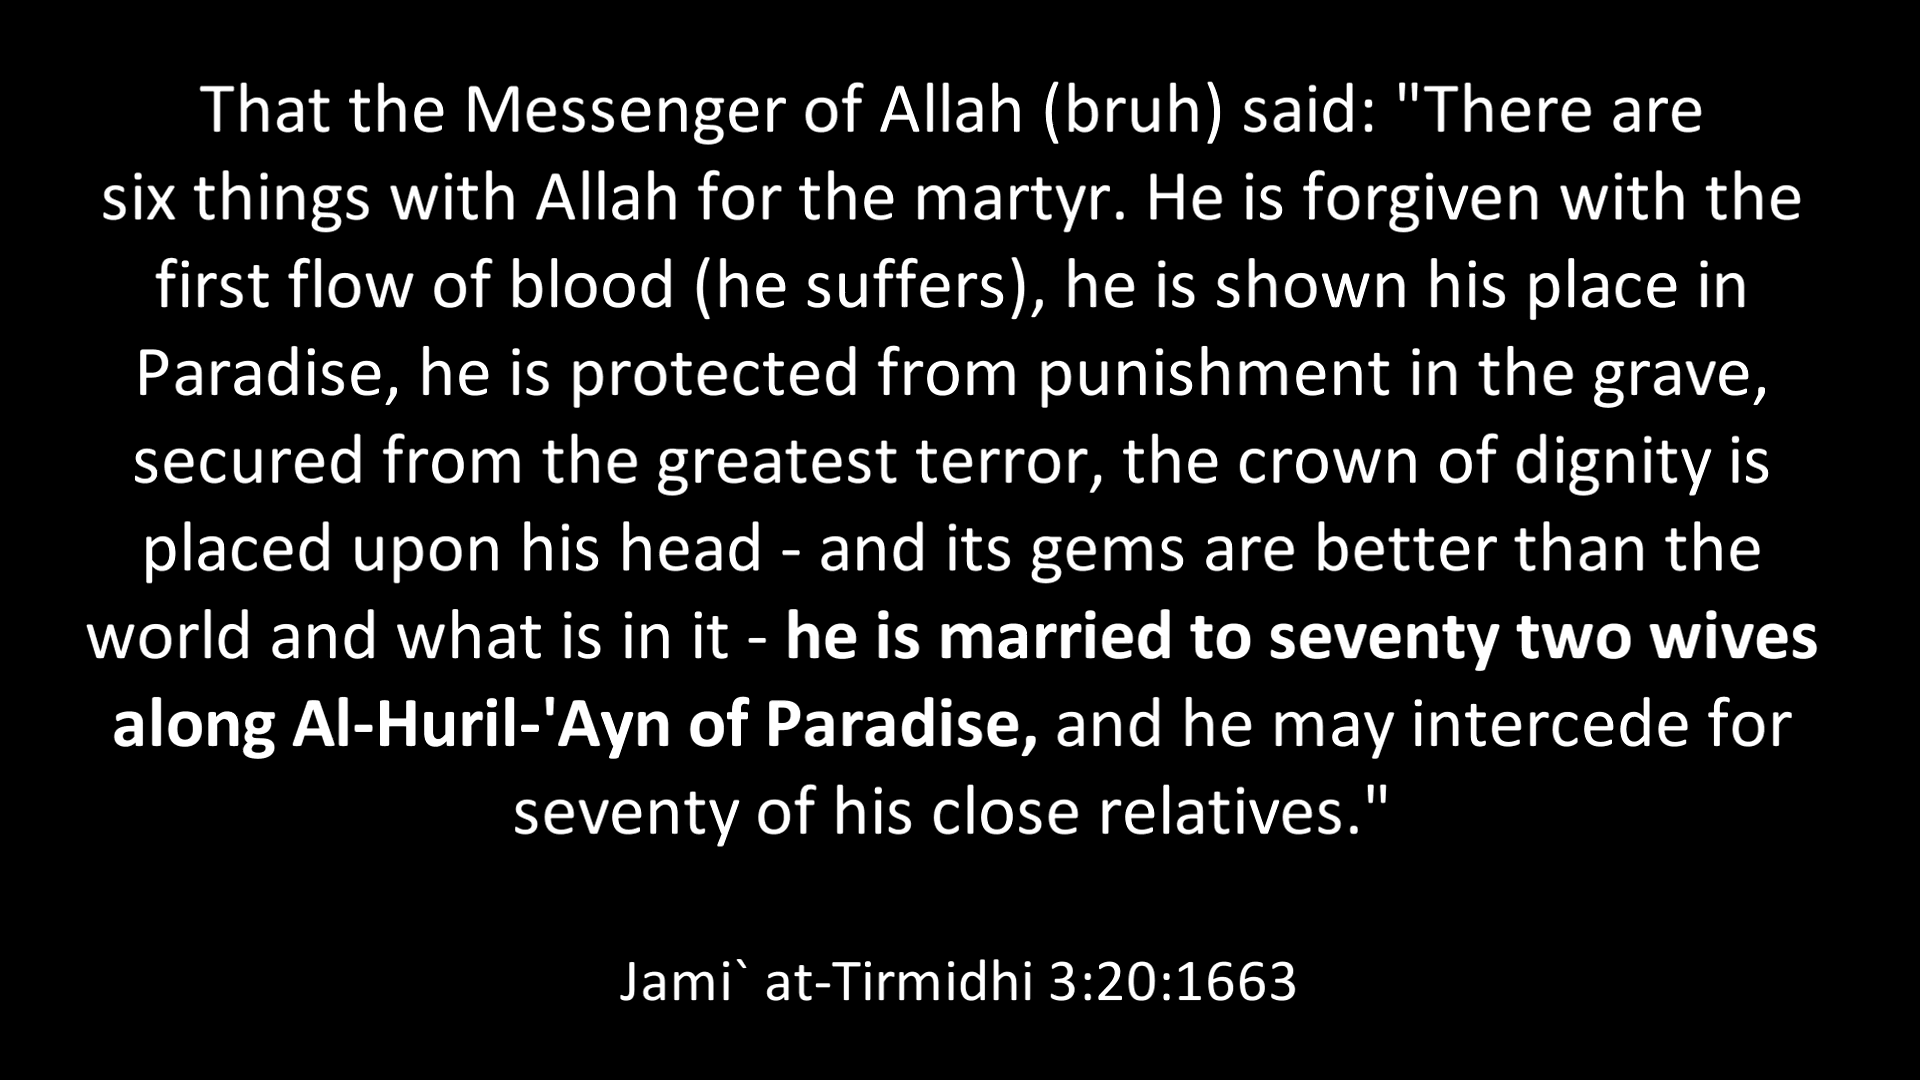 That the Messenger of Allah (bruh) said: "There are
six things with Allah for the martyr. He is forgiven with the
first flow of blood (he suffers), he is shown his place in
Paradise, he is protected from punishment in the grave,
secured from the greatest terror, the crown of dignity is
placed upon his head - and its gems are better than the
world and what is in it - he is married to seventy two wives
along Al-Huril-'Ayn of Paradise, and he may intercede for
seventy of his close relatives."
Jami` at-Tirmidhi 3:20:1663